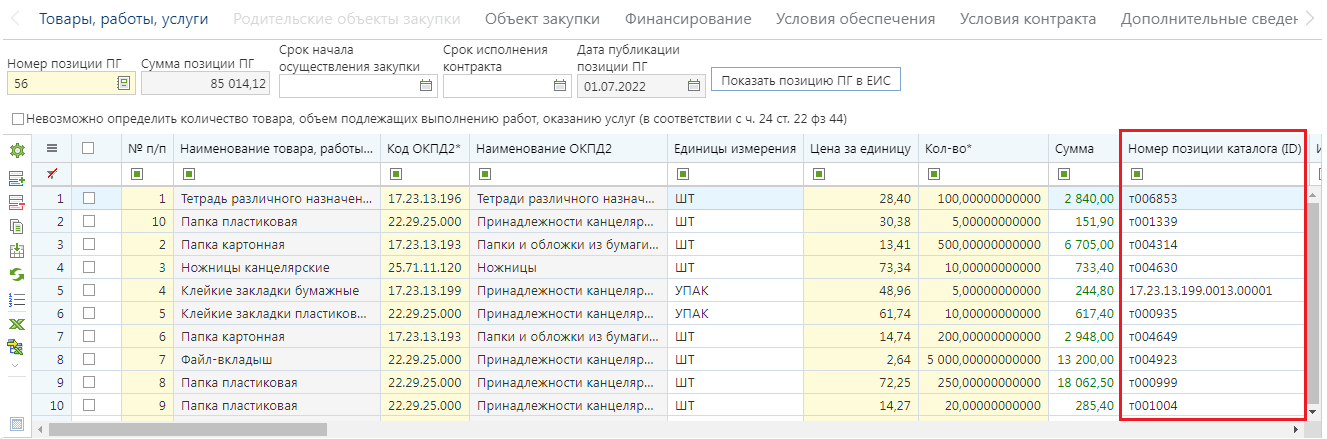 Товары, работы, услуги Родительские объекты закупки Объект закупки Финансирование Условия обеспечения Условия контракта Дополнительные сведен
Номер позиции ПГ Сумма позиции ПГ Срок начала осуществления закупки Срок исполнения контракта Дата публикации позиции ПГ
56 85 014,12 01.07.2022 Показать позицию ПГ в ЕИС
Невозможно определить количество товара, объем подлежащих выполнению работ, оказанию услуг (в соответствии с ч. 24 ст. 22 фз 44)
№ п/п Наименование товара, работы... Код ОКПД2* Наименование ОКПД2 Единицы измерения Цена за единицу Кол-во* Сумма Номер позиции каталога (ID)
1 1 Тетрадь различного назначен... 17.23.13.196 Тетради различного назнач... ШТ 28,40 100,00000000000 2 840,00 т006853
2 10 Папка пластиковая 22.29.25.000 Принадлежности канцеляр... ШТ 30,38 5,00000000000 151,90 т001339
3 2 Папка картонная 17.23.13.193 Папки и обложки из бумаги... ШТ 13,41 500,00000000000 6 705,00 т004314
4 3 Ножницы канцелярские 25.71.11.120 Ножницы ШТ 73,34 10,00000000000 733,40 т004630
5 4 Клейкие закладки бумажные 17.23.13.199 Принадлежности канцеляр... УПАК 48,96 5,00000000000 244,80 17.23.13.199.0013.00001
6 5 Клейкие закладки пластиков... 22.29.25.000 Принадлежности канцеляр... УПАК 61,74 10,00000000000 617,40 т000935
7 6 Папка картонная 17.23.13.193 Папки и обложки из бумаги... ШТ 14,74 200,00000000000 2 948,00 т004649
8 7 Файл-вкладыш 22.29.25.000 Принадлежности канцеляр... ШТ 2,64 5 000,00000000000 13 200,00 т004923
9 8 Папка пластиковая 22.29.25.000 Принадлежности канцеляр... ШТ 72,25 250,00000000000 18 062,50 т000999
10 9 Папка пластиковая 22.29.25.000 Принадлежности канцеляр... ШТ 14,27 20,00000000000 285,40 т001004